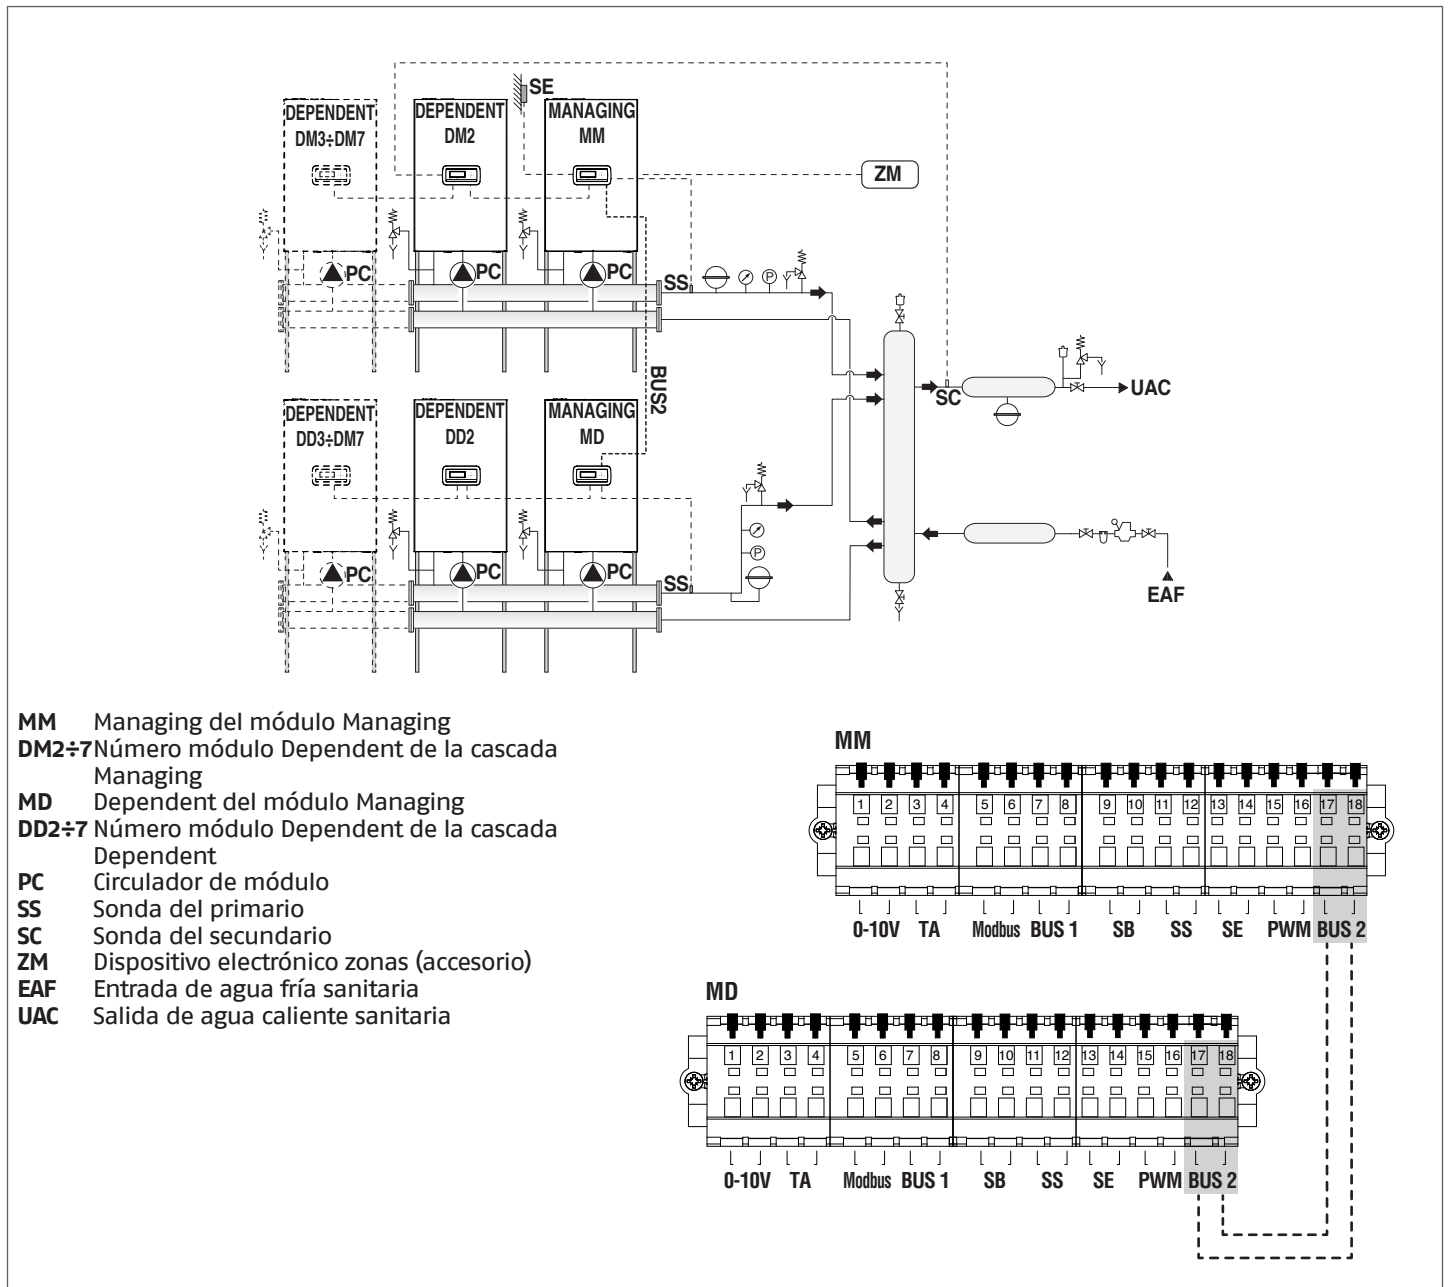 SE
DEPENDENT
DM3÷DM7
DEPENDENT
DM2
MANAGING
MM
ZM
PC
PC
PC
SS
P
BUS2
SC
UAC
DEPENDENT
DD3÷DM7
DEPENDENT
DD2
MANAGING
MD
P
PC
PC
PC
SS
EAF
MM Managing del módulo Managing
DM2÷7 Número módulo Dependent de la cascada
Managing
MD Dependent del módulo Managing
DD2÷7 Número módulo Dependent de la cascada
Dependent
PC Circulador de módulo
SS Sonda del primario
SC Sonda del secundario
ZM Dispositivo electrónico zonas (accesorio)
EAF Entrada de agua fría sanitaria
UAC Salida de agua caliente sanitaria
MM
1 2 3 4 5 6 7 8 9 10 11 12 13 14 15 16 17 18
0-10V TA Modbus BUS 1 SB SS SE PWM BUS 2
MD
1 2 3 4 5 6 7 8 9 10 11 12 13 14 15 16 17 18
0-10V TA Modbus BUS 1 SB SS SE PWM BUS 2